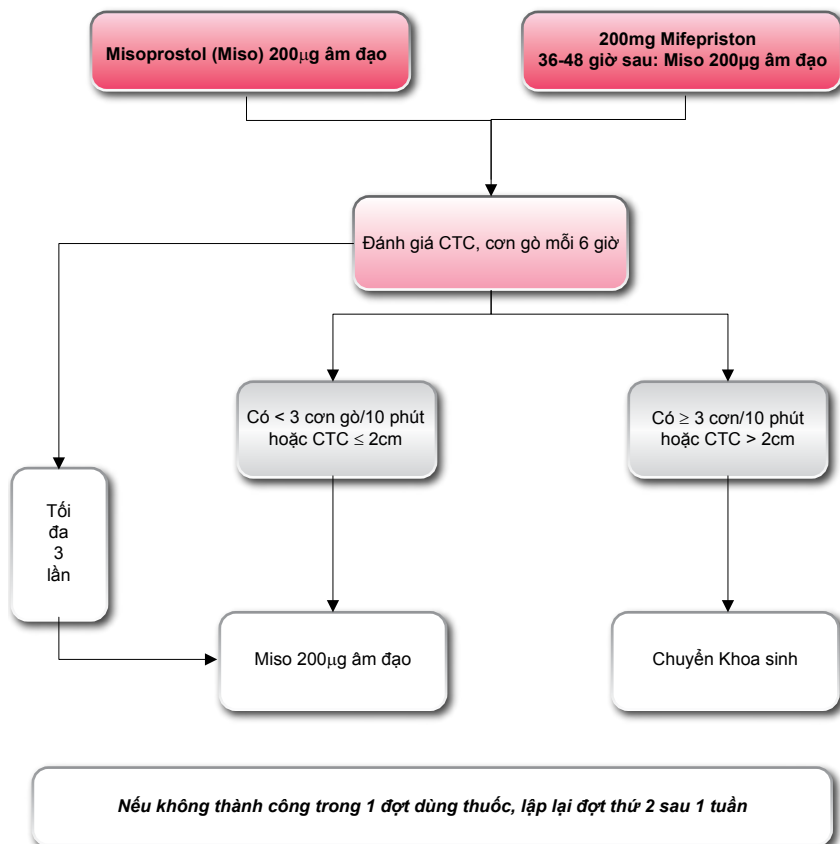 Misoprostol (Miso) 200μg âm đạo
200mg Mifepriston
36-48 giờ sau: Miso 200µg âm đạo
Đánh giá CTC, cơn gò mỗi 6 giờ
Có < 3 cơn gò/10 phút
hoặc CTC ≤ 2cm
Có ≥ 3 cơn/10 phút
hoặc CTC > 2cm
Tối
đa
3
lần
Miso 200μg âm đạo
Chuyển Khoa sinh
Nếu không thành công trong 1 đợt dùng thuốc, lập lại đợt thứ 2 sau 1 tuần